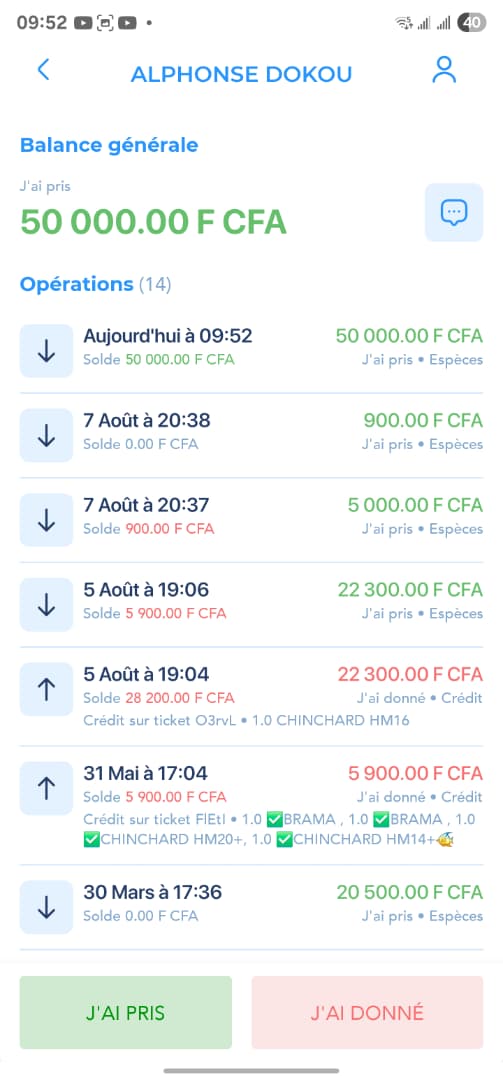 09:52
40
ALPHONSE DOKOU
Balance générale
J'ai pris
50 000.00 F CFA
Opérations (14)
Aujourd'hui à 09:52 50 000.00 F CFA
Solde 50 000.00 F CFA J'ai pris • Espèces
7 Août à 20:38 900.00 F CFA
Solde 0.00 F CFA J'ai pris • Espèces
7 Août à 20:37 5 000.00 F CFA
Solde 900.00 F CFA J'ai pris • Espèces
5 Août à 19:06 22 300.00 F CFA
Solde 5 900.00 F CFA J'ai pris • Espèces
5 Août à 19:04 22 300.00 F CFA
Solde 28 200.00 F CFA J'ai donné • Crédit
Crédit sur ticket O3rvL • 1.0 CHINCHARD HM16
31 Mai à 17:04 5 900.00 F CFA
Solde 5 900.00 F CFA J'ai donné • Crédit
Crédit sur ticket FlEtI • 1.0 ✅BRAMA , 1.0 ✅BRAMA , 1.0
✅CHINCHARD HM20+, 1.0 ✅CHINCHARD HM14+🐠
30 Mars à 17:36 20 500.00 F CFA
Solde 0.00 F CFA J'ai pris • Espèces
J'AI PRIS J'AI DONNÉ